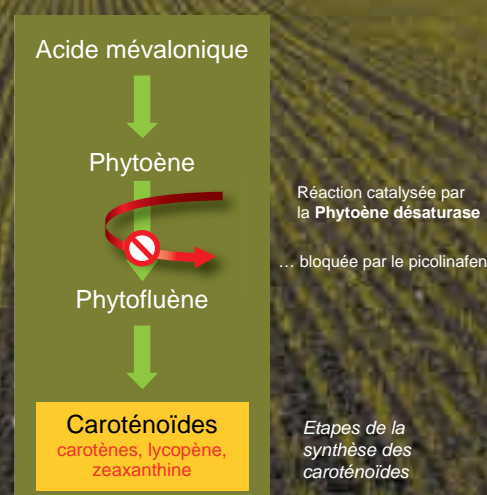 Acide mévalonique
Phytoène
Réaction catalysée par
la Phytoène désaturase
… bloquée par le picolinafen
Phytofluène
Caroténoïdes
carotènes, lycopène,
zeaxanthine
Etapes de la
synthèse des
caroténoïdes